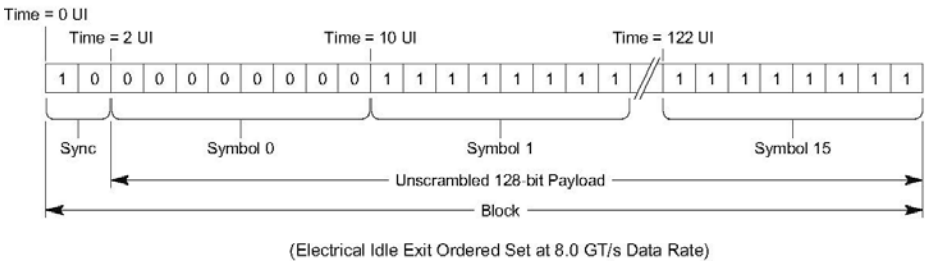 Time = 0 UI
Time = 2 UI Time = 10 UI Time = 122 UI
1 0 0 0 0 0 0 0 0 0 1 1 1 1 1 1 1 1 1 1 1 1 1 1 1 1
Sync Symbol 0 Symbol 1 Symbol 15
Unscrambled 128-bit Payload
Block
(Electrical Idle Exit Ordered Set at 8.0 GT/s Data Rate)